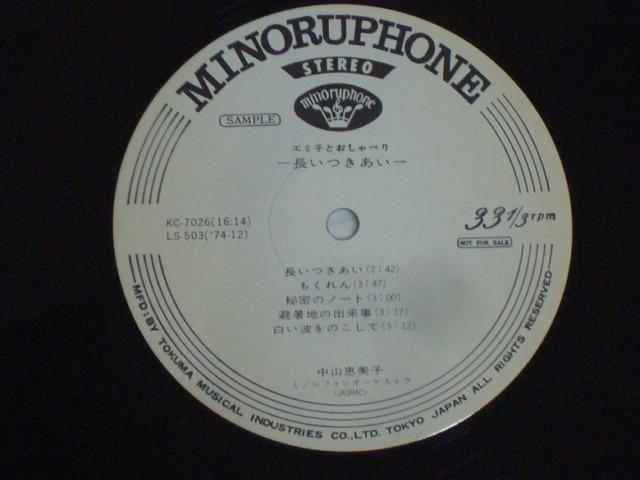 MINORUPHONE
STEREO
minoruphone
SAMPLE
エミ子とおしゃべり
—長いつきあい—
KC-7026(16:14)
LS-503('74-12)
33 1/3 rpm
NOT FOR SALE
長いつきあい(2:42)
もくれん(3:47)
秘密のノート(3:00)
避暑地の出来事(3:17)
白い波をのこして(3:12)
中山恵美子
ミノルフォンオーケストラ
(JASRAC)
MFD: BY TOKUMA MUSICAL INDUSTRIES CO., LTD. TOKYO JAPAN ALL RIGHTS RESERVED